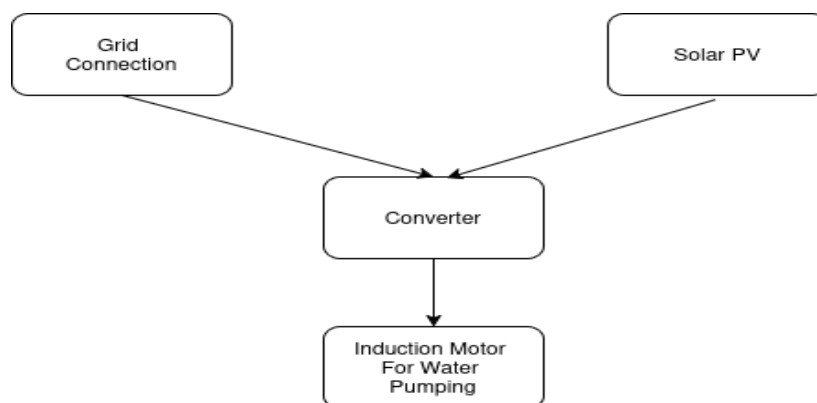 Grid
Connection
Solar PV
Converter
Induction Motor
For Water
Pumping